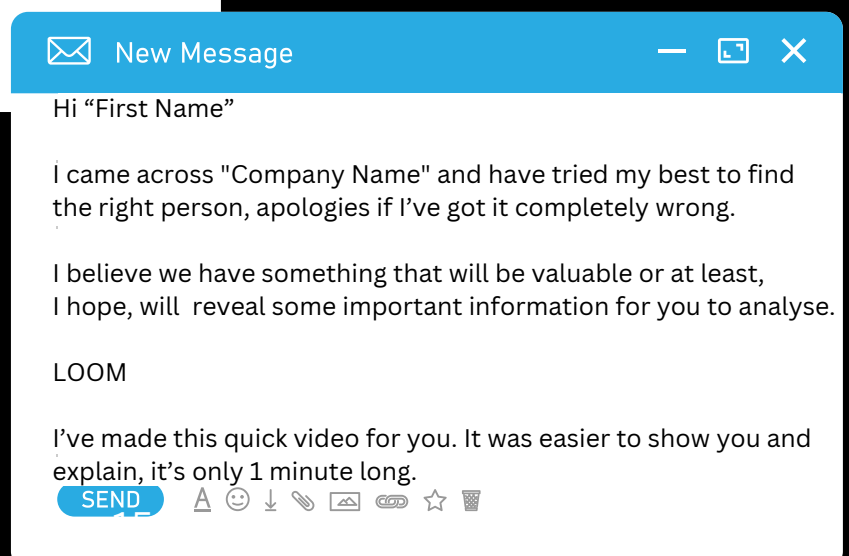 New Message
Hi “First Name”
I came across "Company Name" and have tried my best to find
the right person, apologies if I’ve got it completely wrong.
I believe we have something that will be valuable or at least,
I hope, will  reveal some important information for you to analyse.
LOOM
I’ve made this quick video for you. It was easier to show you and
explain, it’s only 1 minute long.
SEND
A